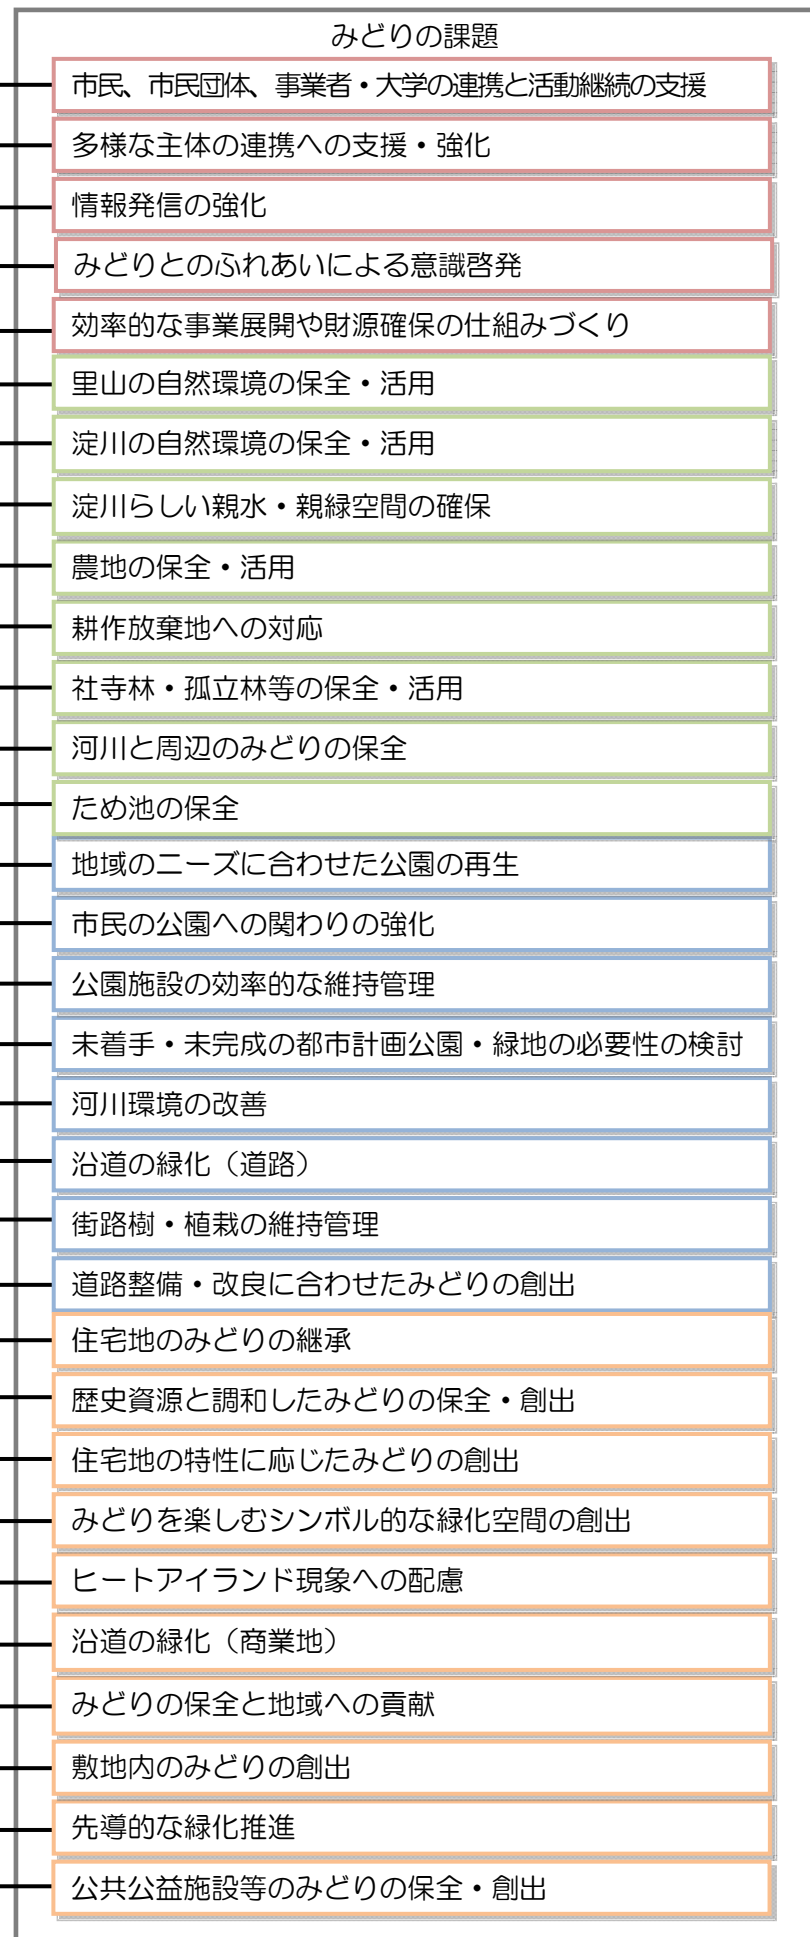 みどりの課題
市民、市民団体、事業者・大学の連携と活動継続の支援
多様な主体の連携への支援・強化
情報発信の強化
みどりとのふれあいによる意識啓発
効率的な事業展開や財源確保の仕組みづくり
里山の自然環境の保全・活用
淀川の自然環境の保全・活用
淀川らしい親水・親緑空間の確保
農地の保全・活用
耕作放棄地への対応
社寺林・孤立林等の保全・活用
河川と周辺のみどりの保全
ため池の保全
地域のニーズに合わせた公園の再生
市民の公園への関わりの強化
公園施設の効率的な維持管理
未着手・未完成の都市計画公園・緑地の必要性の検討
河川環境の改善
沿道の緑化（道路）
街路樹・植栽の維持管理
道路整備・改良に合わせたみどりの創出
住宅地のみどりの継承
歴史資源と調和したみどりの保全・創出
住宅地の特性に応じたみどりの創出
みどりを楽しむシンボル的な緑化空間の創出
ヒートアイランド現象への配慮
沿道の緑化（商業地）
みどりの保全と地域への貢献
敷地内のみどりの創出
先導的な緑化推進
公共公益施設等のみどりの保全・創出